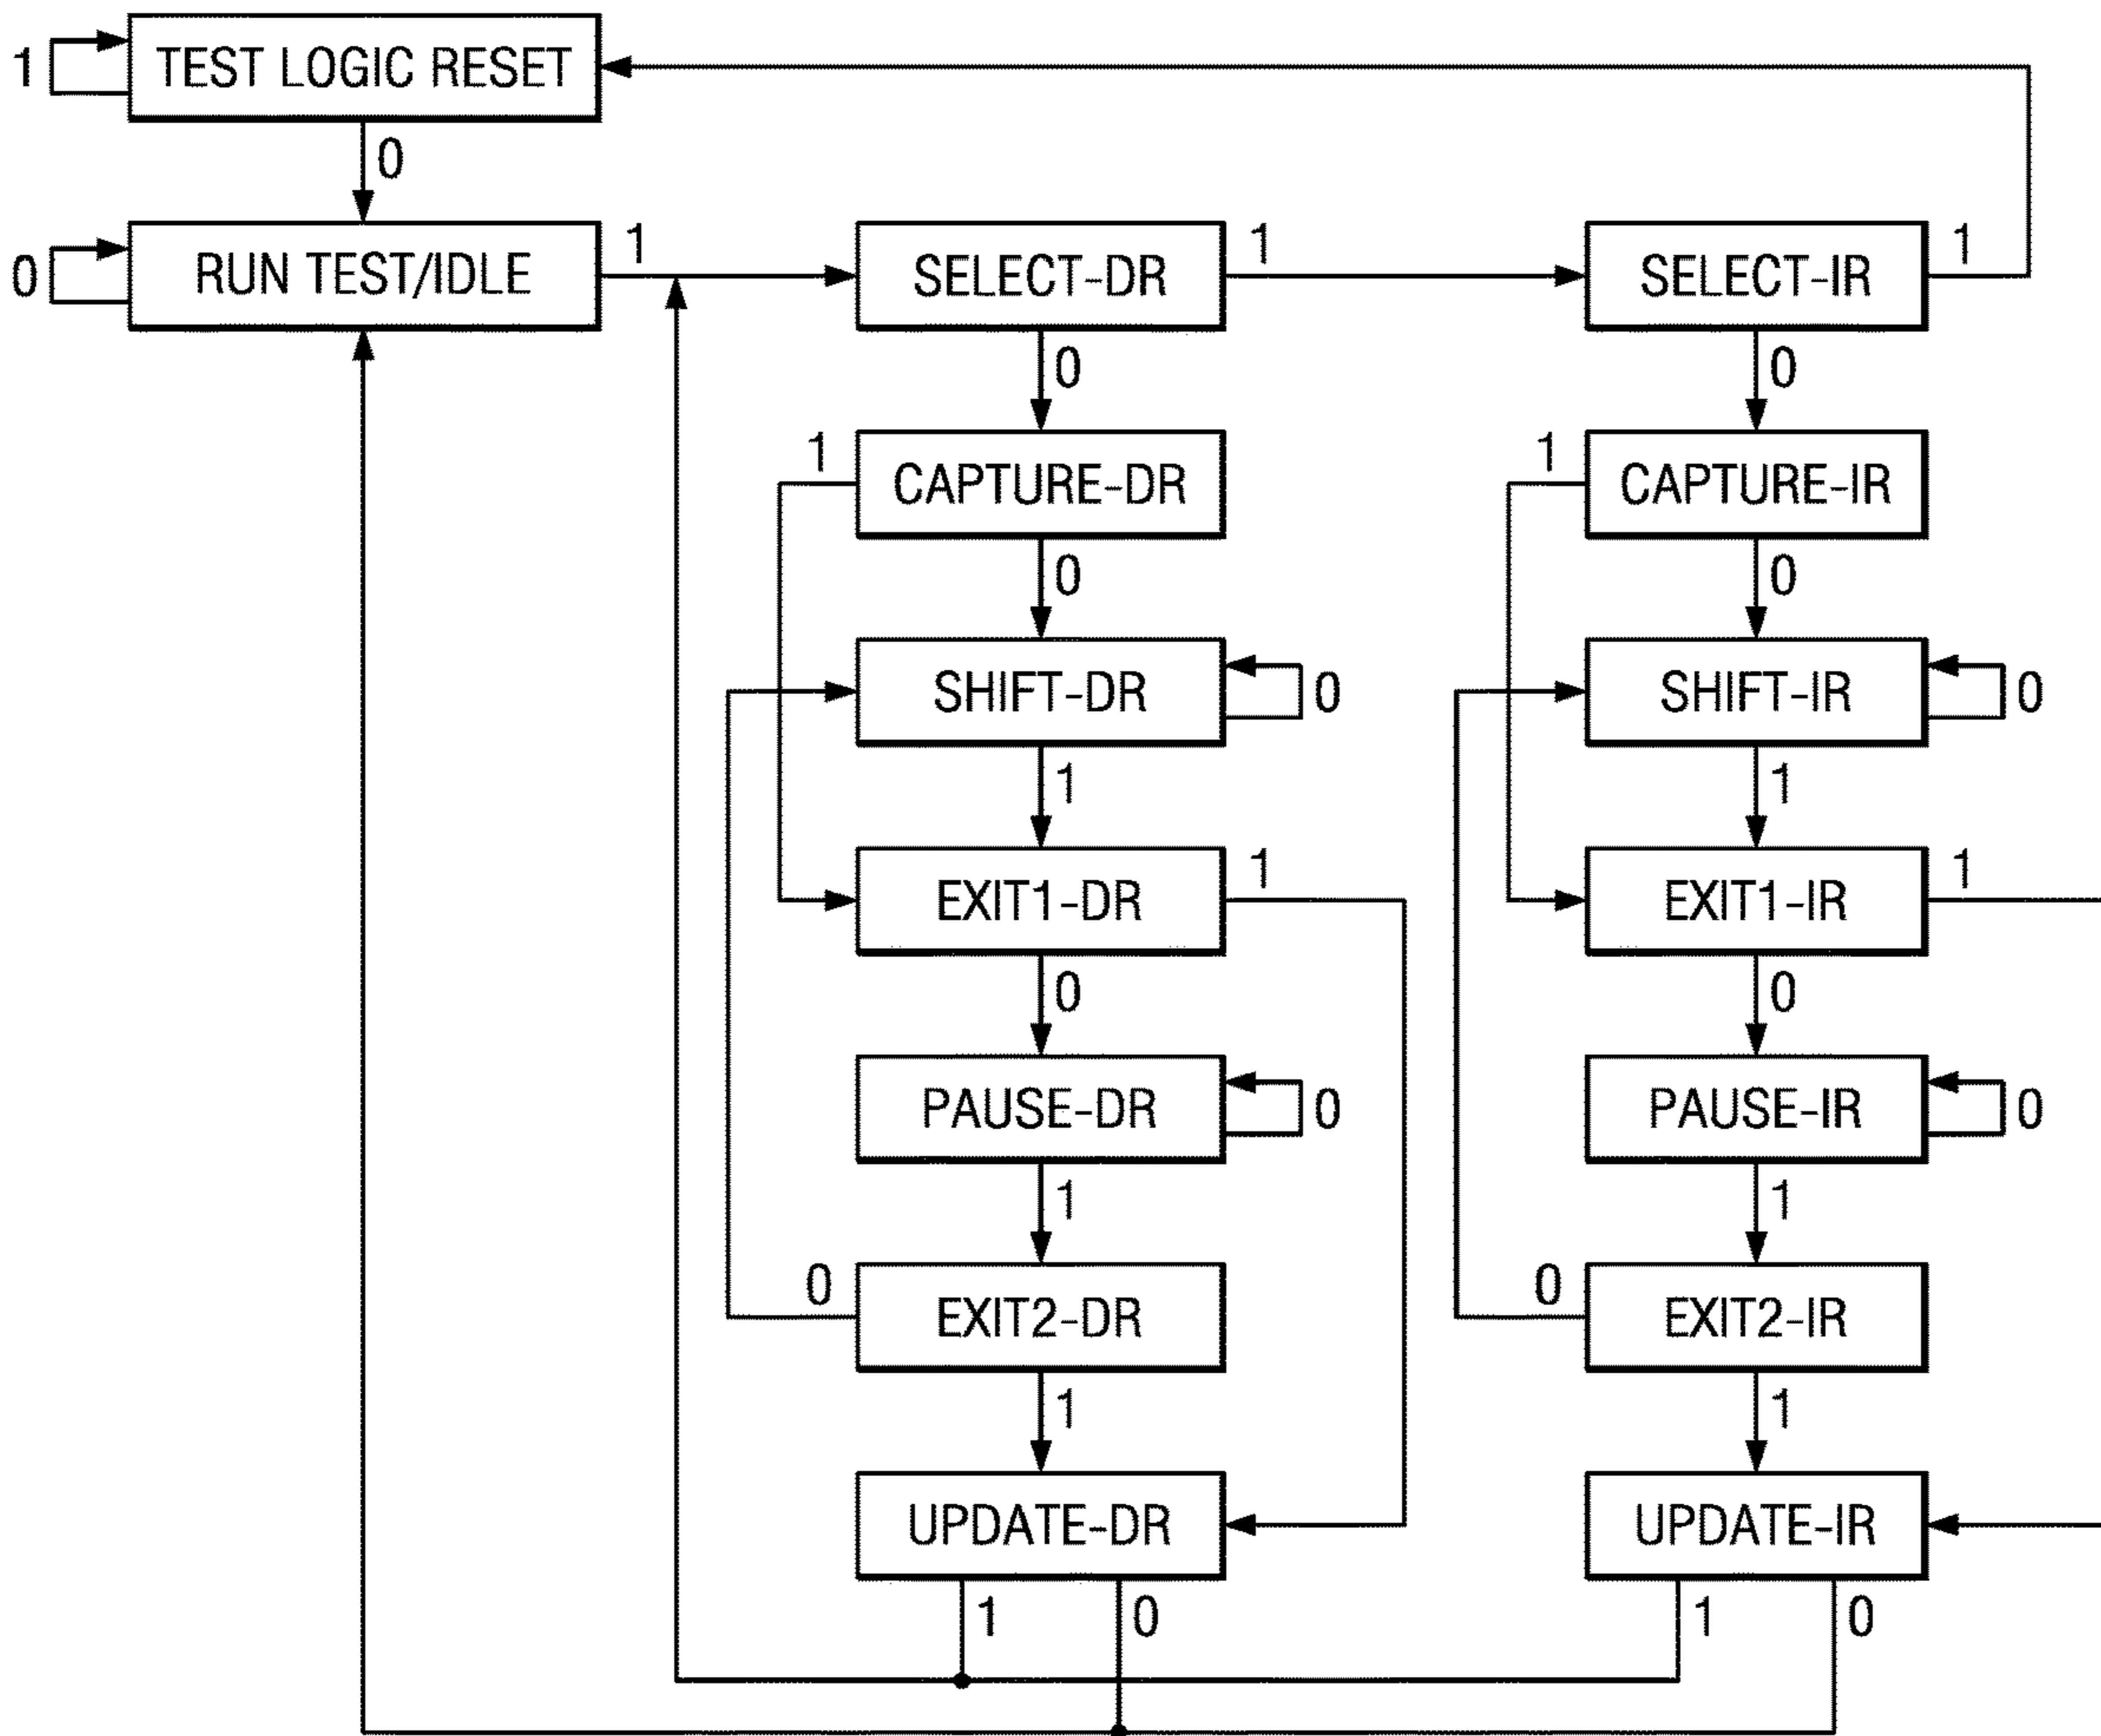 1
TEST LOGIC RESET
0
0
RUN TEST/IDLE
1
SELECT-DR
1
SELECT-IR
1
0
0
1
CAPTURE-DR
1
CAPTURE-IR
0
0
SHIFT-DR
0
SHIFT-IR
0
1
1
EXIT1-DR
1
EXIT1-IR
1
0
0
PAUSE-DR
0
PAUSE-IR
0
1
1
0
EXIT2-DR
0
EXIT2-IR
1
1
UPDATE-DR
UPDATE-IR
1
0
1
0